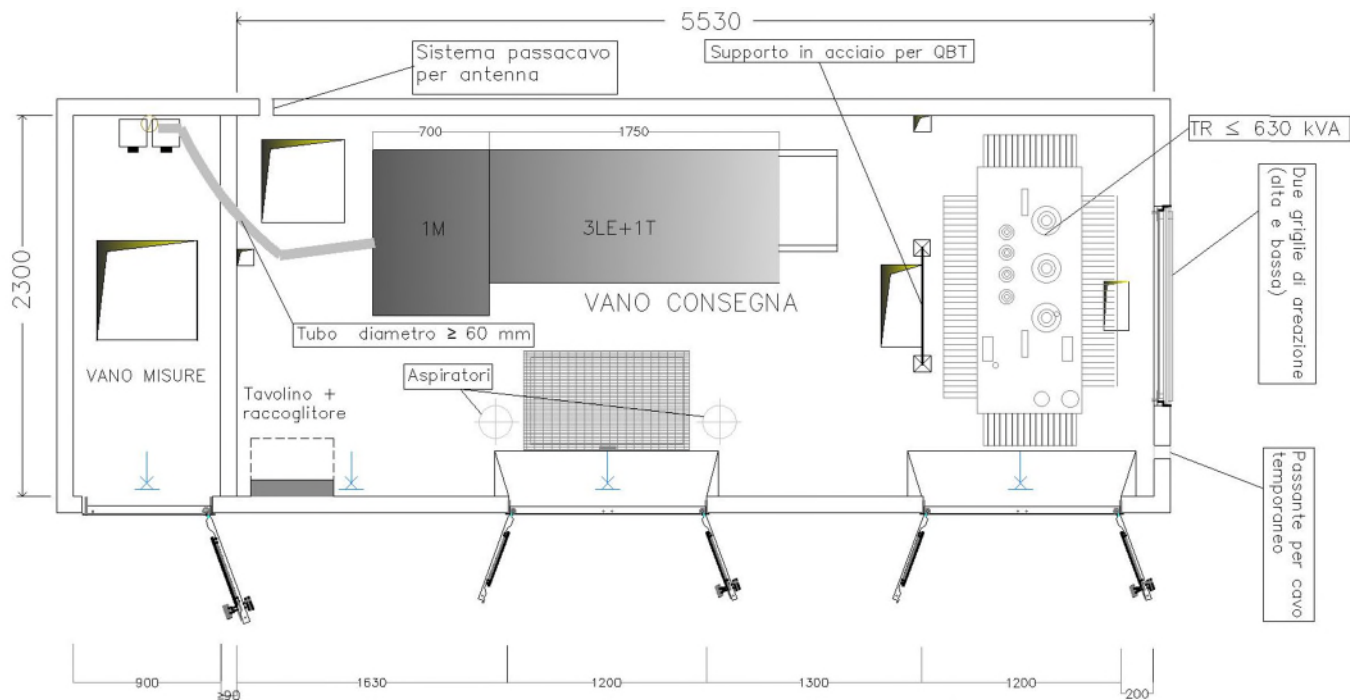 5530
Sistema passacavo
per antenna
Supporto in acciaio per QBT
TR ≤ 630 kVA
Due griglie di areazione
(alta e bassa)
700
1750
1M
3LE+1T
2300
VANO CONSEGNA
Tubo diametro ≥ 60 mm
VANO MISURE
Aspiratori
Tavolino +
raccoglitore
Passante per cavo
temporaneo
900
≥90
1630
1200
1300
1200
200